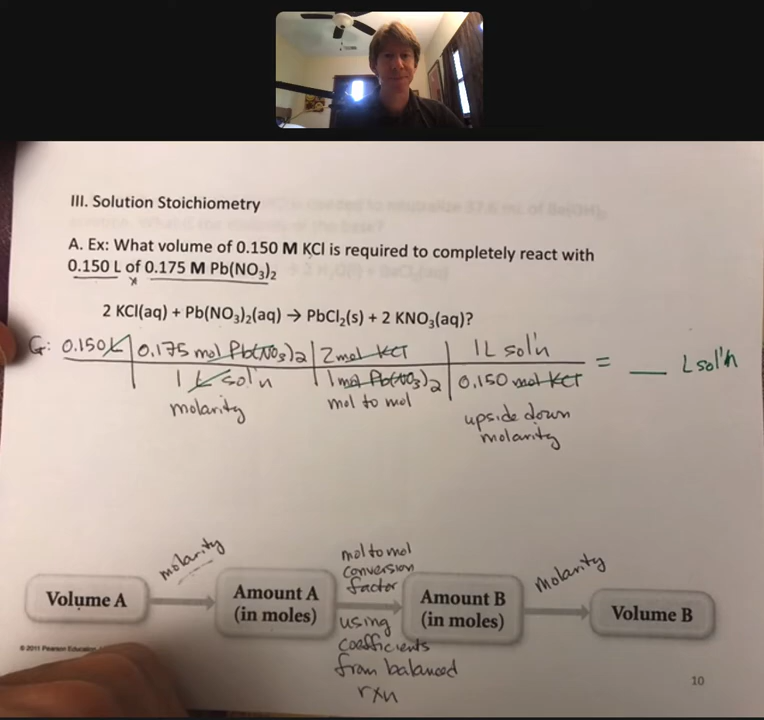 III. Solution Stoichiometry
A. Ex: What volume of 0.150 M KCl is required to completely react with
0.150 L of 0.175 M Pb(NO₃)₂
2 KCl(aq) + Pb(NO₃)₂(aq) → PbCl₂(s) + 2 KNO₃(aq)?
G: 0.150 L | 0.175 mol Pb(NO₃)₂ | 2 mol KCl | 1 L sol'n = __ L sol'n
1 L sol'n | 1 mol Pb(NO₃)₂ | 0.150 mol KCl
molarity mol to mol upside down
molarity
molarity mol to mol molarity
conversion
factor
Volume A Amount A (in moles) Amount B (in moles) Volume B
using
coefficients
from balanced
rxn
© 2011 Pearson Education
10